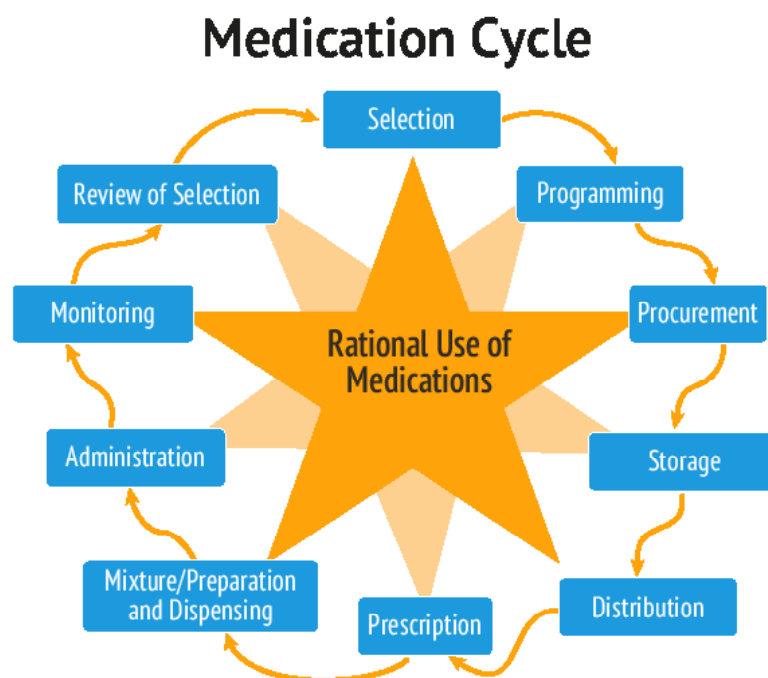 Medication Cycle
Selection
Programming
Procurement
Storage
Distribution
Prescription
Mixture/Preparation
and Dispensing
Administration
Monitoring
Review of Selection
Rational Use of
Medications